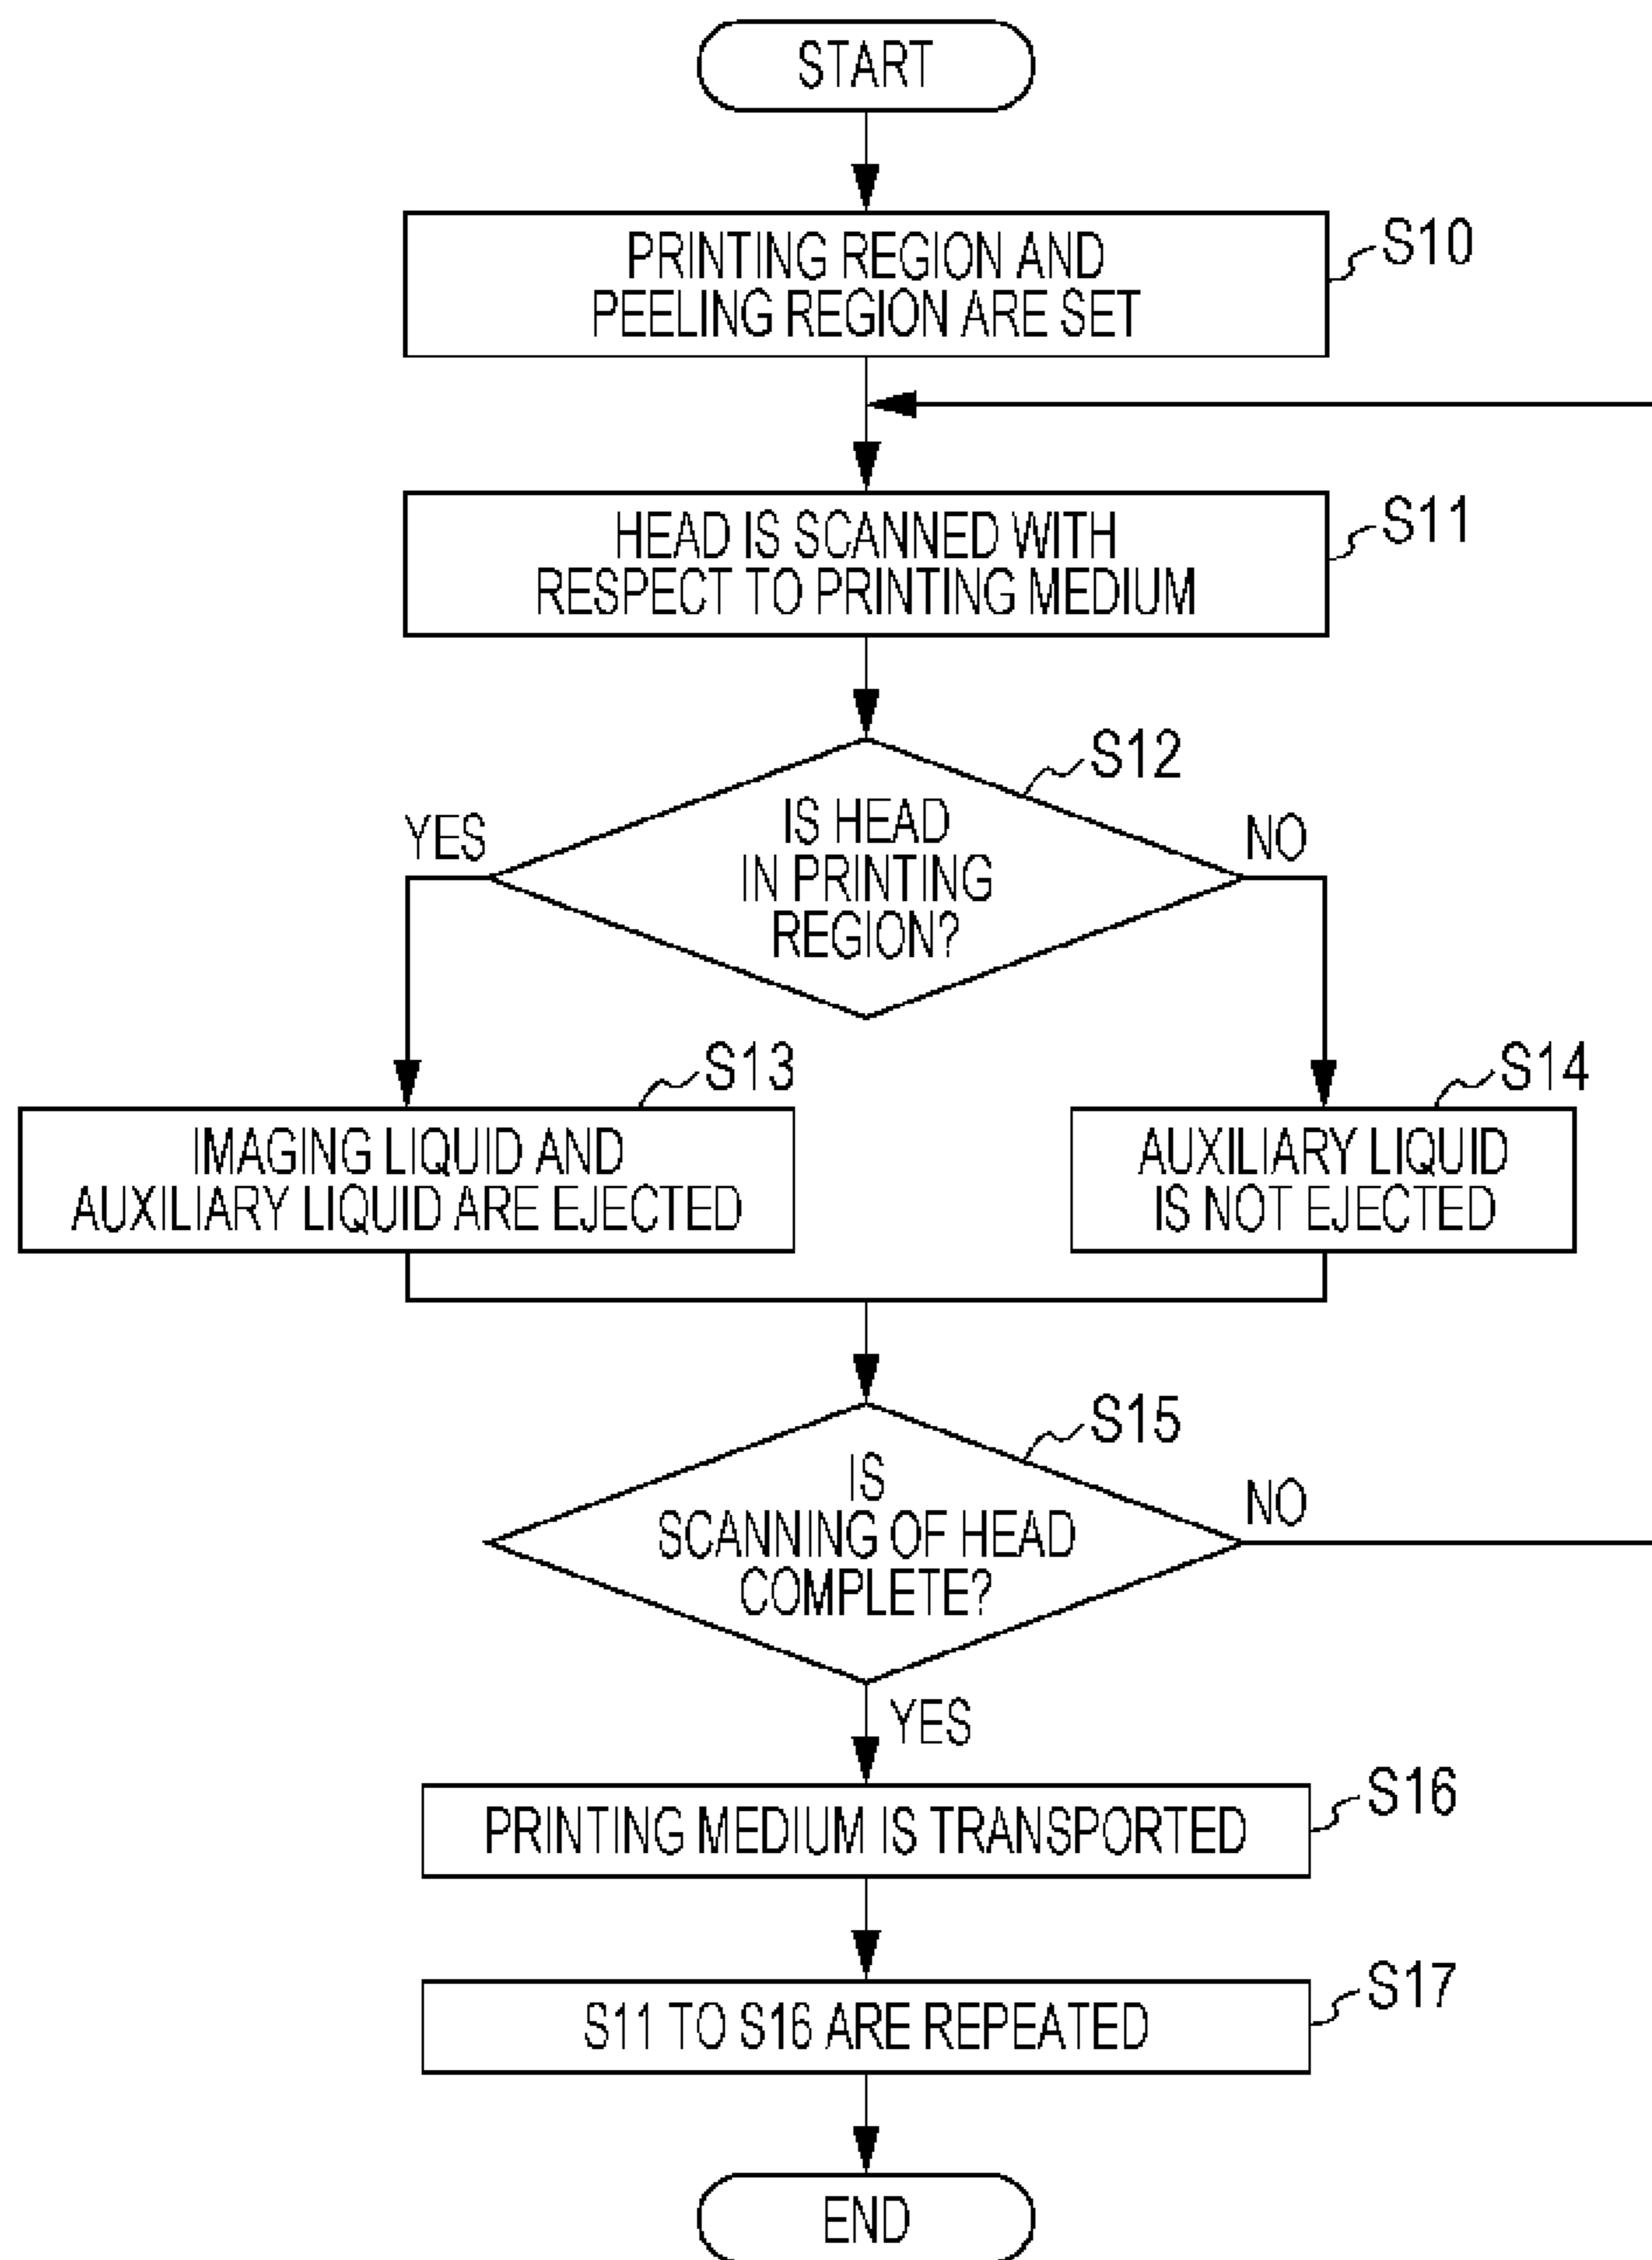 START
PRINTING REGION AND
PEELING REGION ARE SET
S10
HEAD IS SCANNED WITH
RESPECT TO PRINTING MEDIUM
S11
S12
IS HEAD
IN PRINTING
REGION?
YES
NO
S13
IMAGING LIQUID AND
AUXILIARY LIQUID ARE EJECTED
S14
AUXILIARY LIQUID
IS NOT EJECTED
S15
IS
SCANNING OF HEAD
COMPLETE?
NO
YES
PRINTING MEDIUM IS TRANSPORTED
S16
S11 TO S16 ARE REPEATED
S17
END